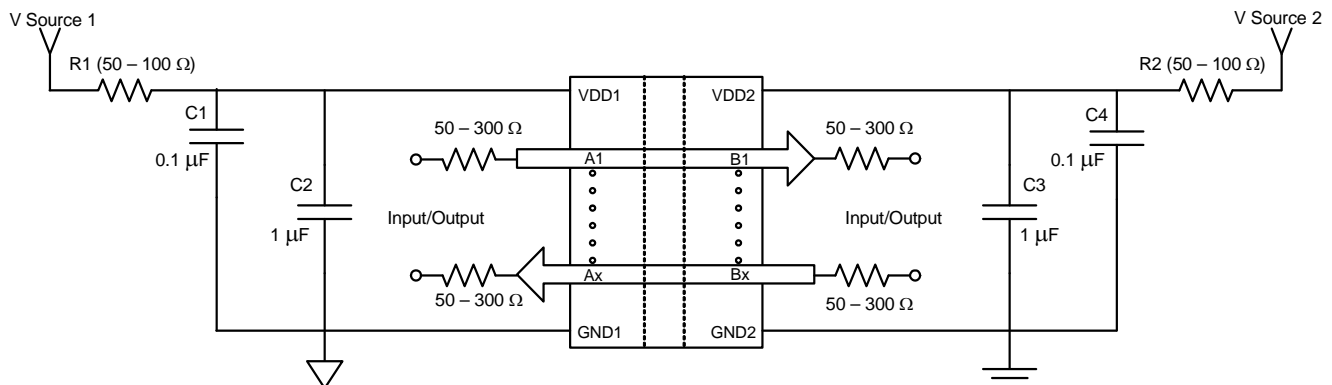 V Source 1
V Source 2
R1 (50 – 100 Ω)
R2 (50 – 100 Ω)
VDD1
VDD2
C1
C4
50 – 300 Ω
50 – 300 Ω
0.1 μF
0.1 μF
A1
B1
C2
C3
Input/Output
Input/Output
1 μF
1 μF
Ax
Bx
50 – 300 Ω
50 – 300 Ω
GND1
GND2